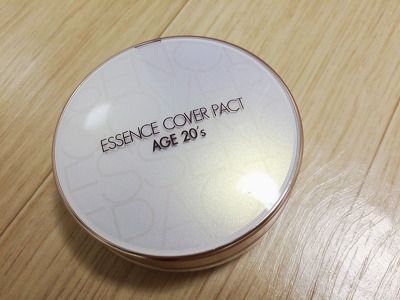 ESSENCE COVER PACT
AGE 20's